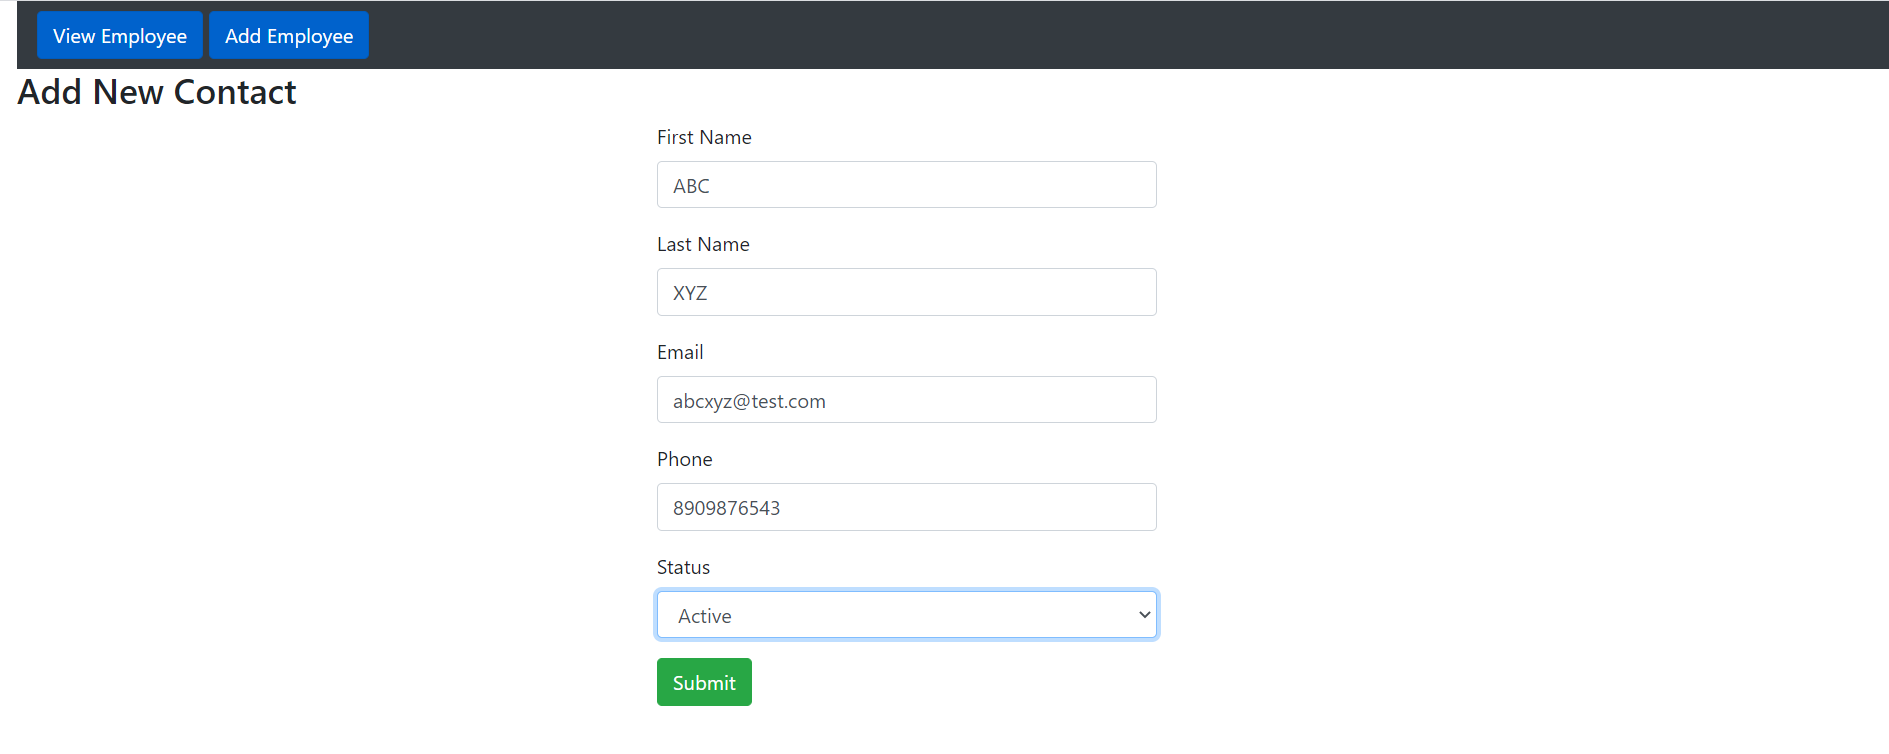 View Employee Add Employee
Add New Contact
First Name
ABC
Last Name
XYZ
Email
abcxyz@test.com
Phone
8909876543
Status
Active
Submit